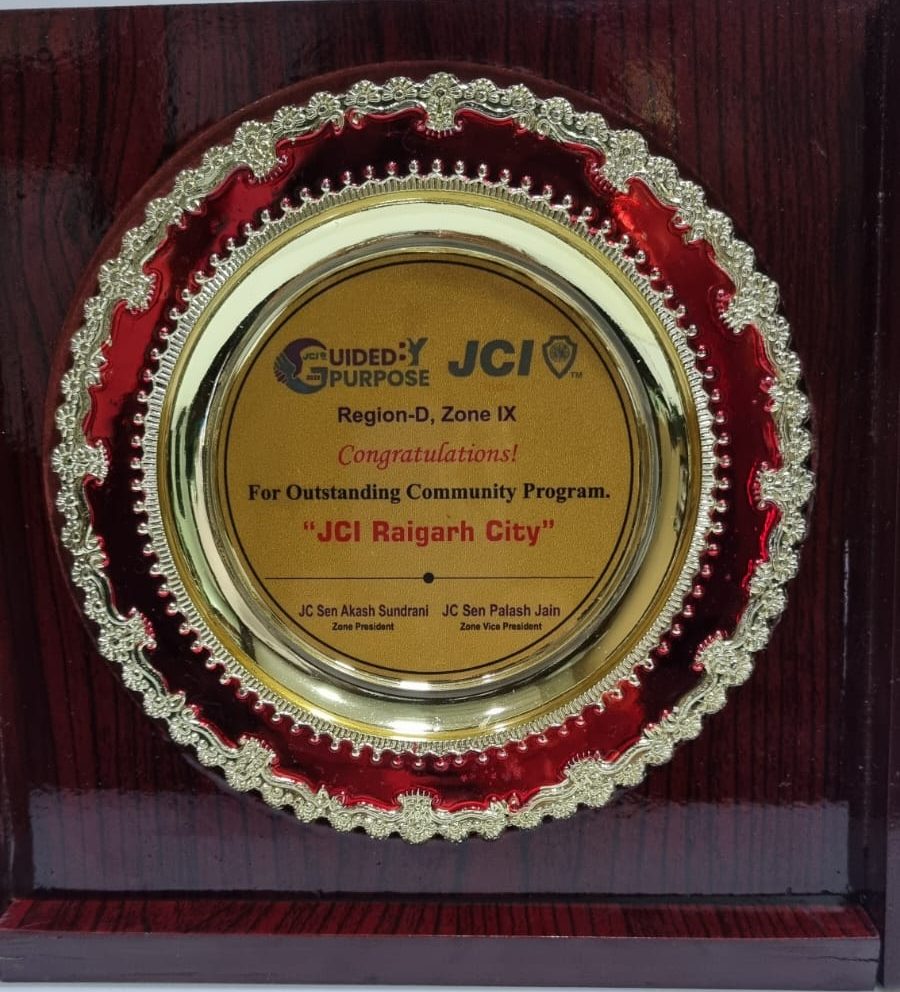 GUIDED BY PURPOSE JCI TM
Region-D, Zone IX
Congratulations!
For Outstanding Community Program.
“JCI Raigarh City”
JC Sen Akash Sundrani JC Sen Palash Jain
Zone President Zone Vice President